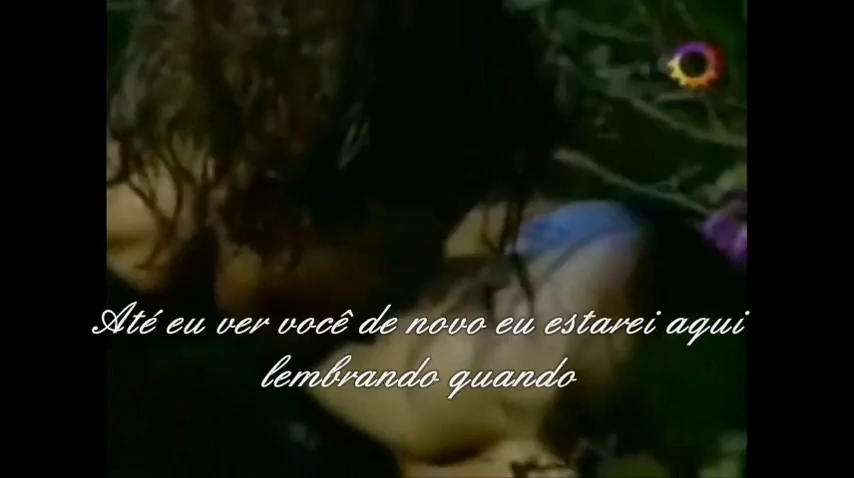 Até eu ver você de novo eu estarei aqui
lembrando quando